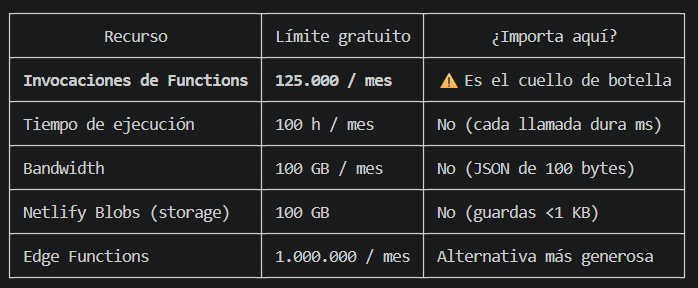 Recurso Límite gratuito ¿Importa aquí?
Invocaciones de Functions 125.000 / mes ⚠ Es el cuello de botella
Tiempo de ejecución 100 h / mes No (cada llamada dura ms)
Bandwidth 100 GB / mes No (JSON de 100 bytes)
Netlify Blobs (storage) 100 GB No (guardas <1 KB)
Edge Functions 1.000.000 / mes Alternativa más generosa